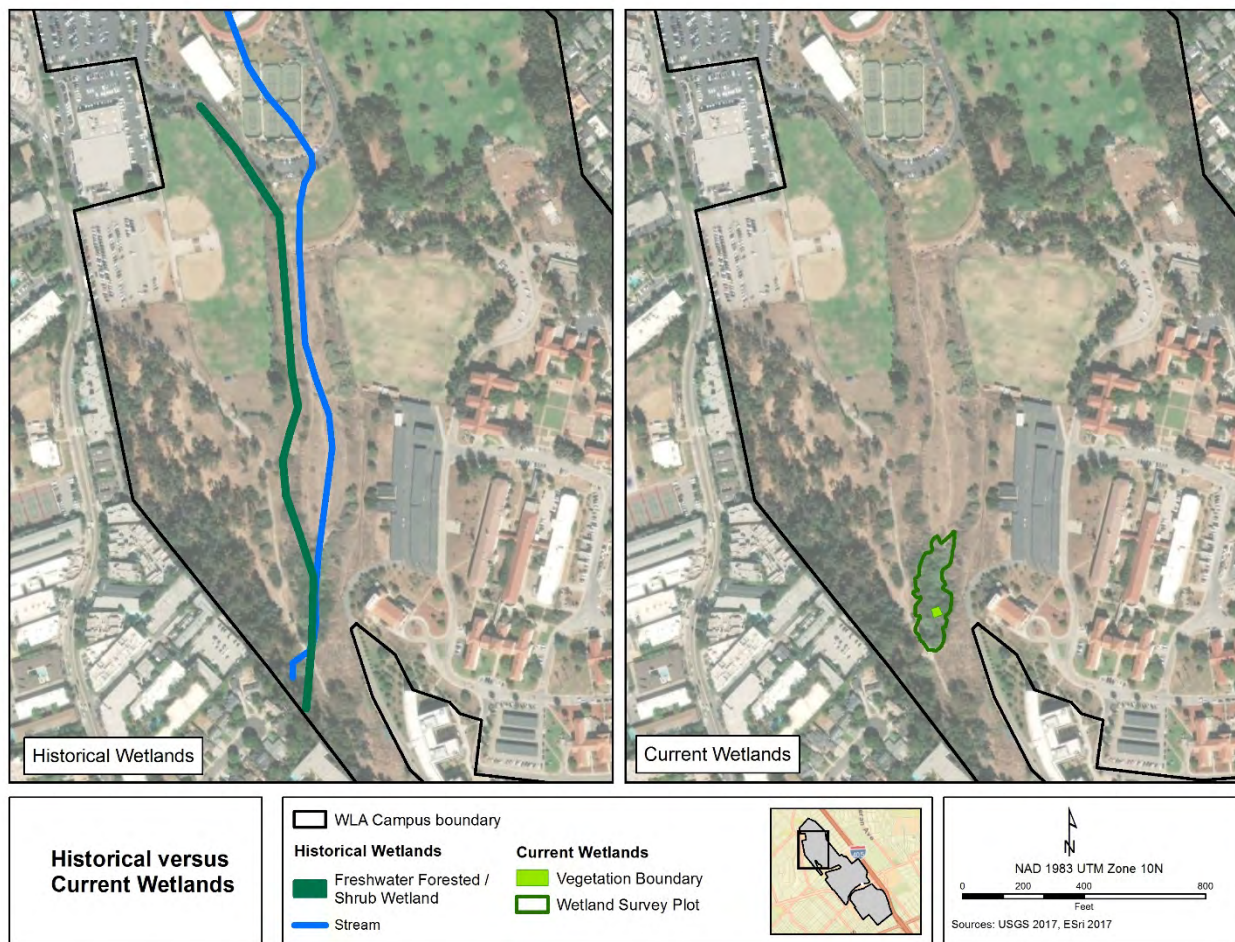 Historical Wetlands
Current Wetlands
Historical versus
Current Wetlands
WLA Campus boundary
Historical Wetlands
Freshwater Forested /
Shrub Wetland
Stream
Current Wetlands
Vegetation Boundary
Wetland Survey Plot
N
NAD 1983 UTM Zone 10N
0 200 400 800
Feet
Sources: USGS 2017, ESri 2017